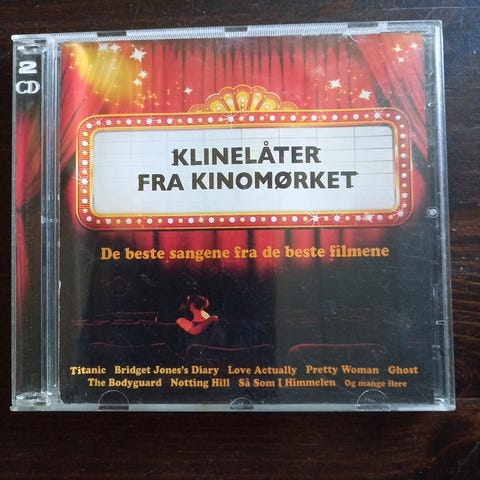 2
CD
KLINELÅTER
FRA KINOMØRKET
De beste sangene fra de beste filmene
Titanic Bridget Jones's Diary Love Actually Pretty Woman Ghost
The Bodyguard Notting Hill Så Som I Himmelen Og mange flere